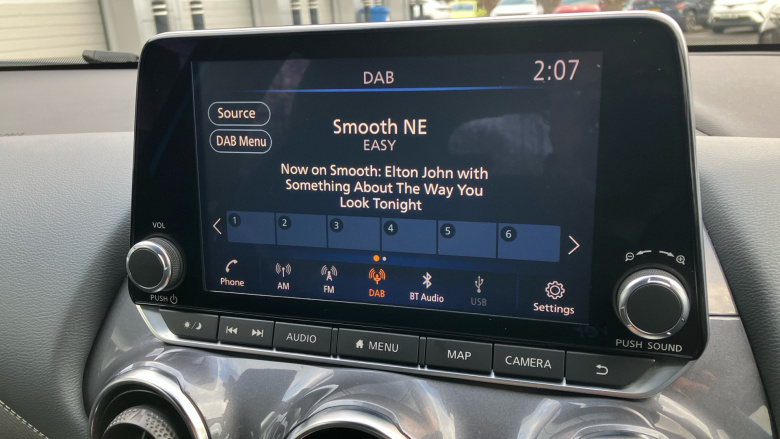 DAB
2:07
Source
DAB Menu
Smooth NE
EASY
Now on Smooth: Elton John with
Something About The Way You
Look Tonight
1 2 3 4 5 6
Phone
AM
FM
DAB
BT Audio
USB
Settings
VOL
PUSH
PUSH SOUND
AUDIO
MENU
MAP
CAMERA